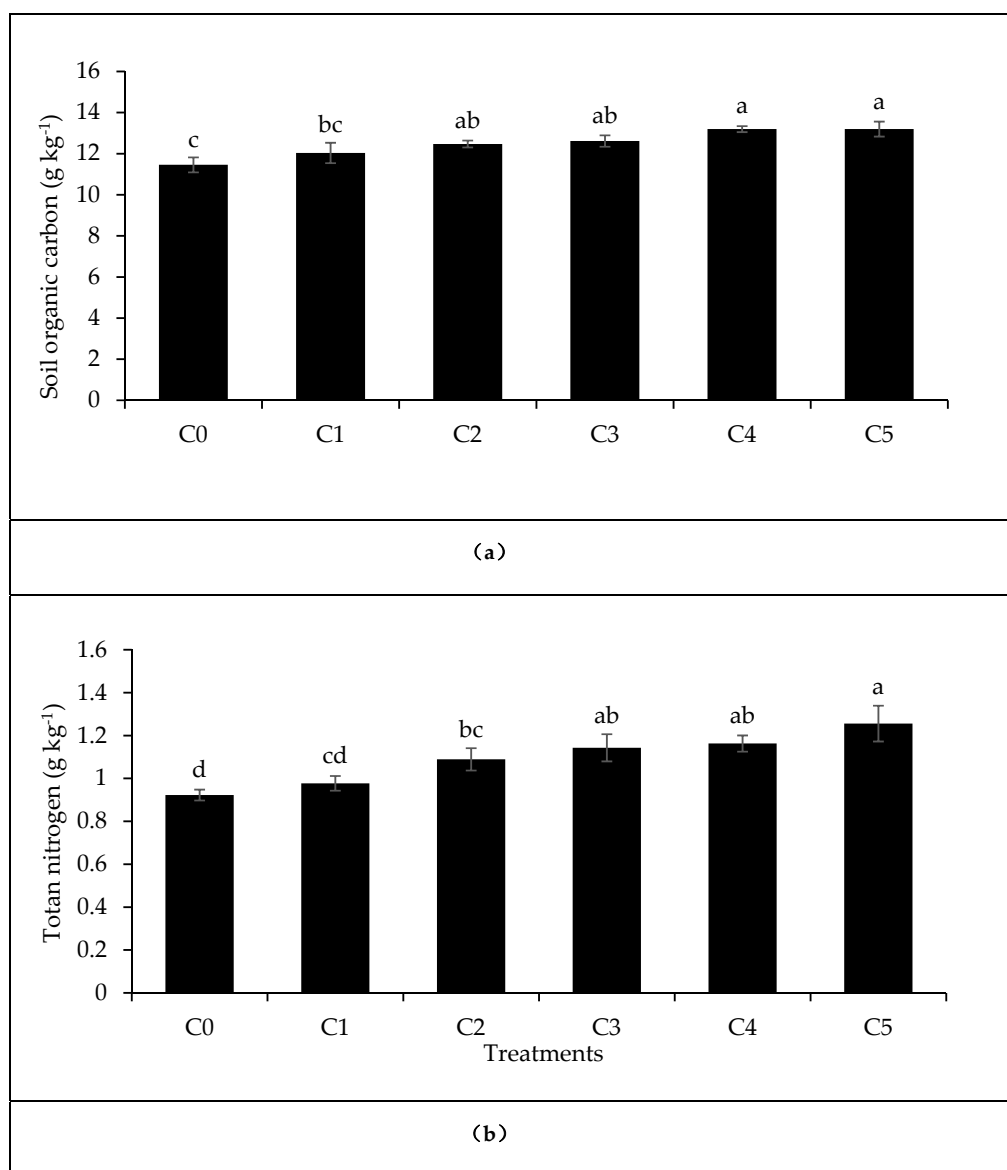 16
14
12
10
8
6
4
2
0
Soil organic carbon (g kg-1)
c
bc
ab
ab
a
a
C0 C1 C2 C3 C4 C5
(a)
1.6
1.4
1.2
1
0.8
0.6
0.4
0.2
0
Totan nitrogen (g kg-1)
d
cd
bc
ab
ab
a
C0 C1 C2 C3 C4 C5
Treatments
(b)